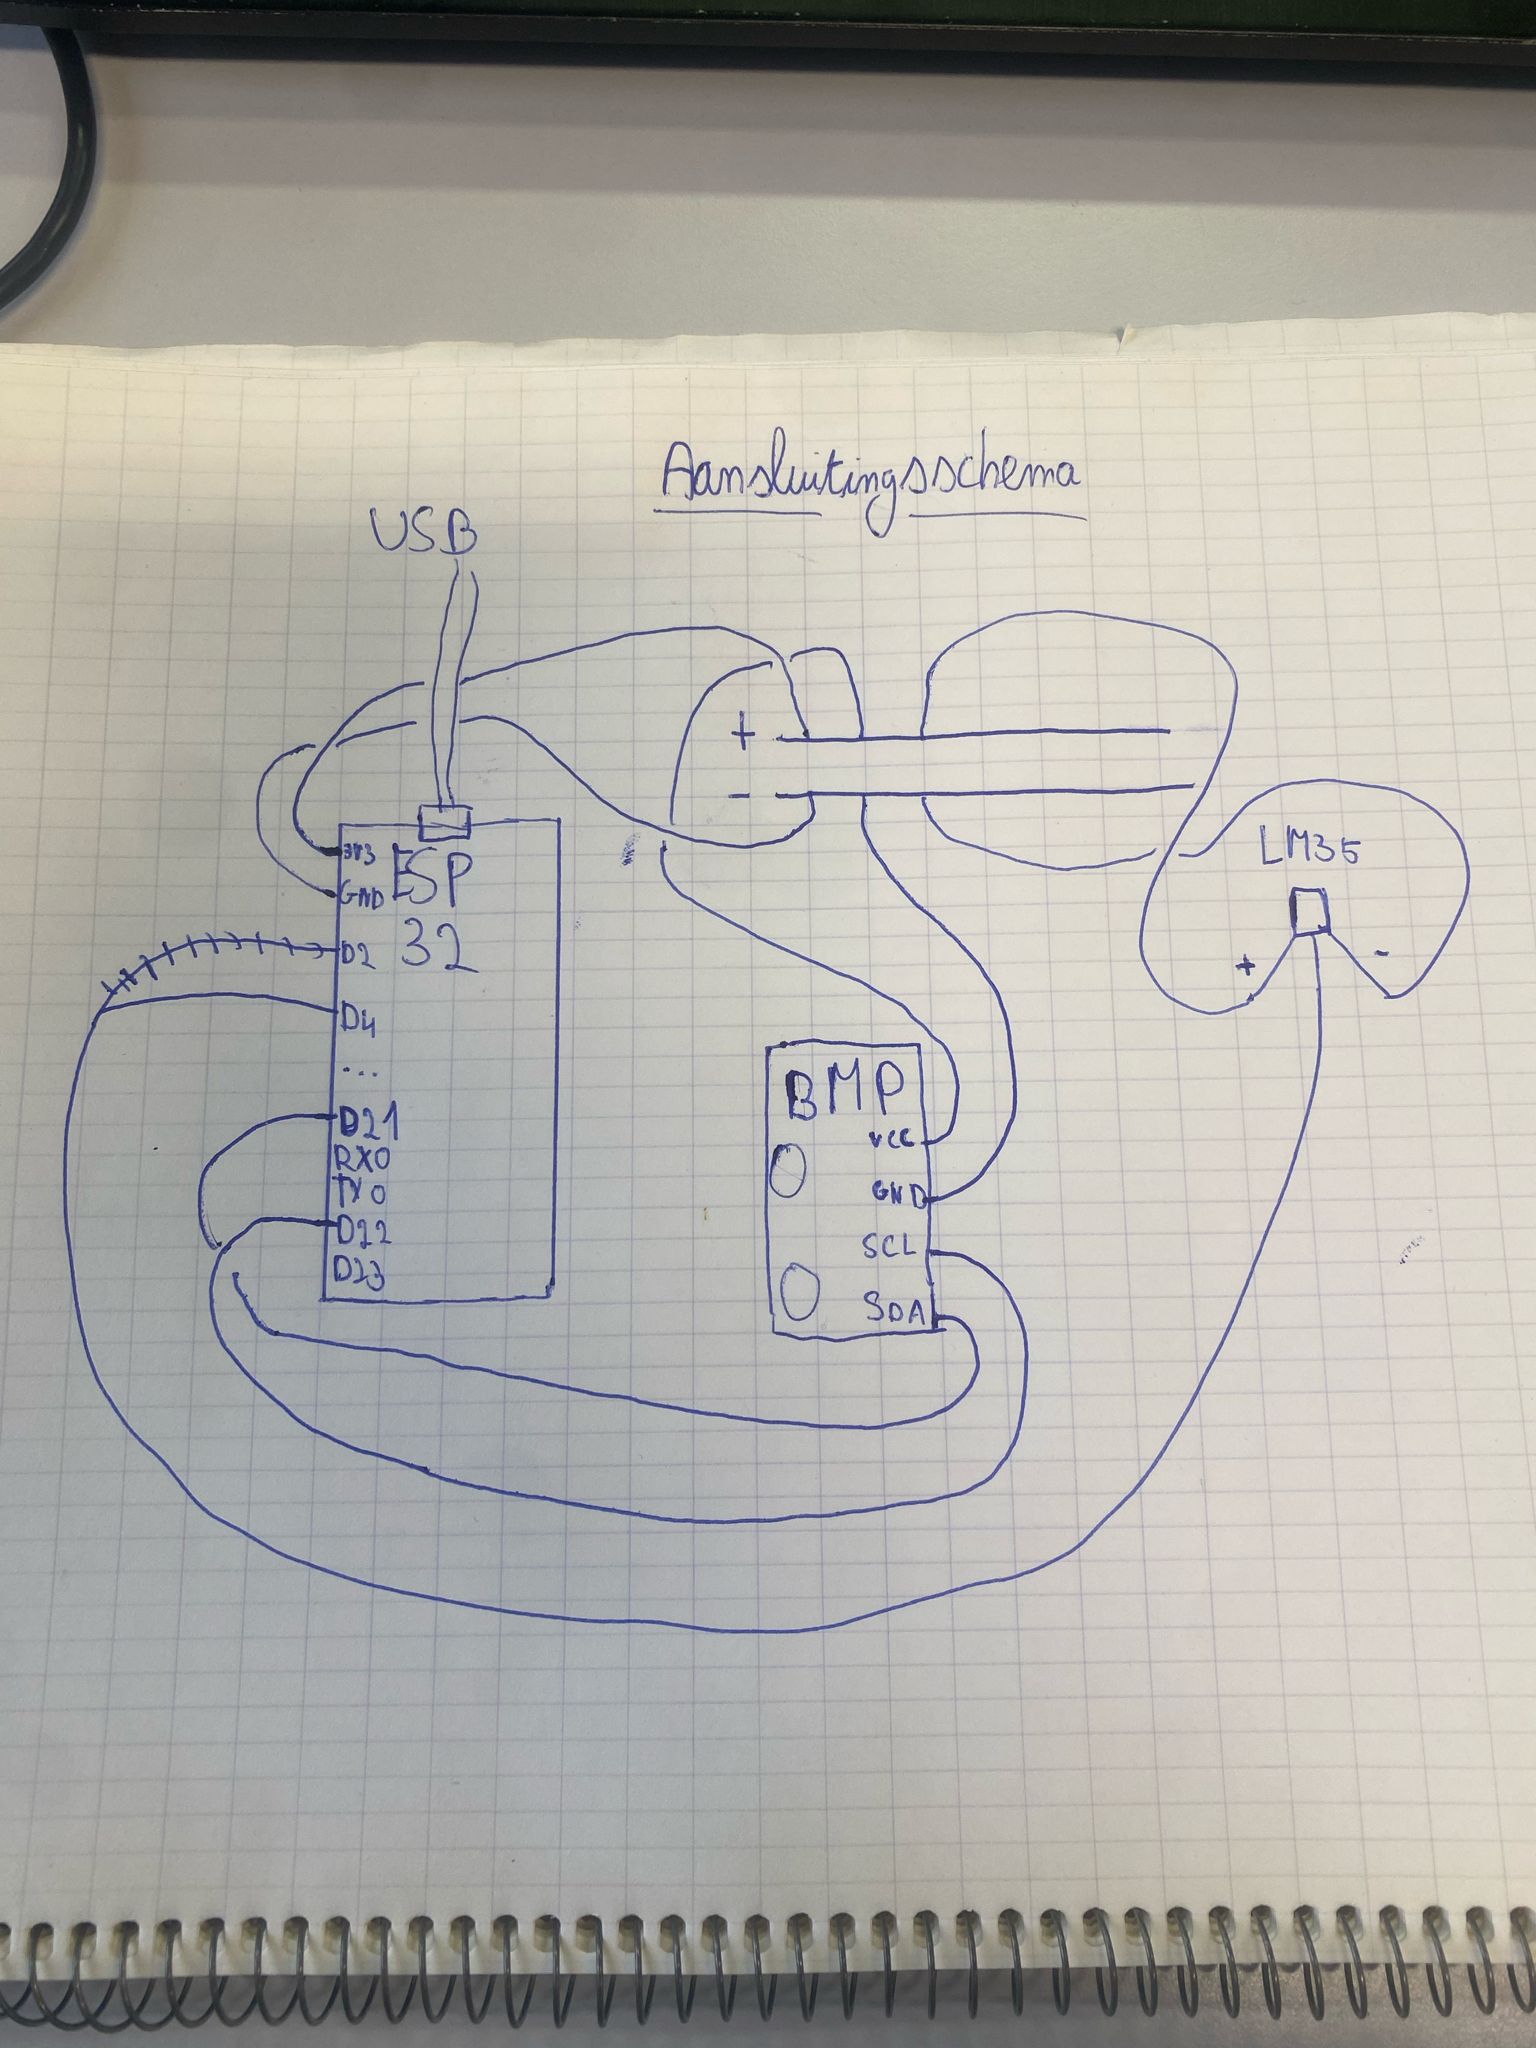 Aansluitingsschema
USB
+
-
3V3
GND
ESP
32
D2
D4
...
D21
RX0
TX0
D22
D23
LM35
+
-
BMP
VCC
GND
SCL
SDA